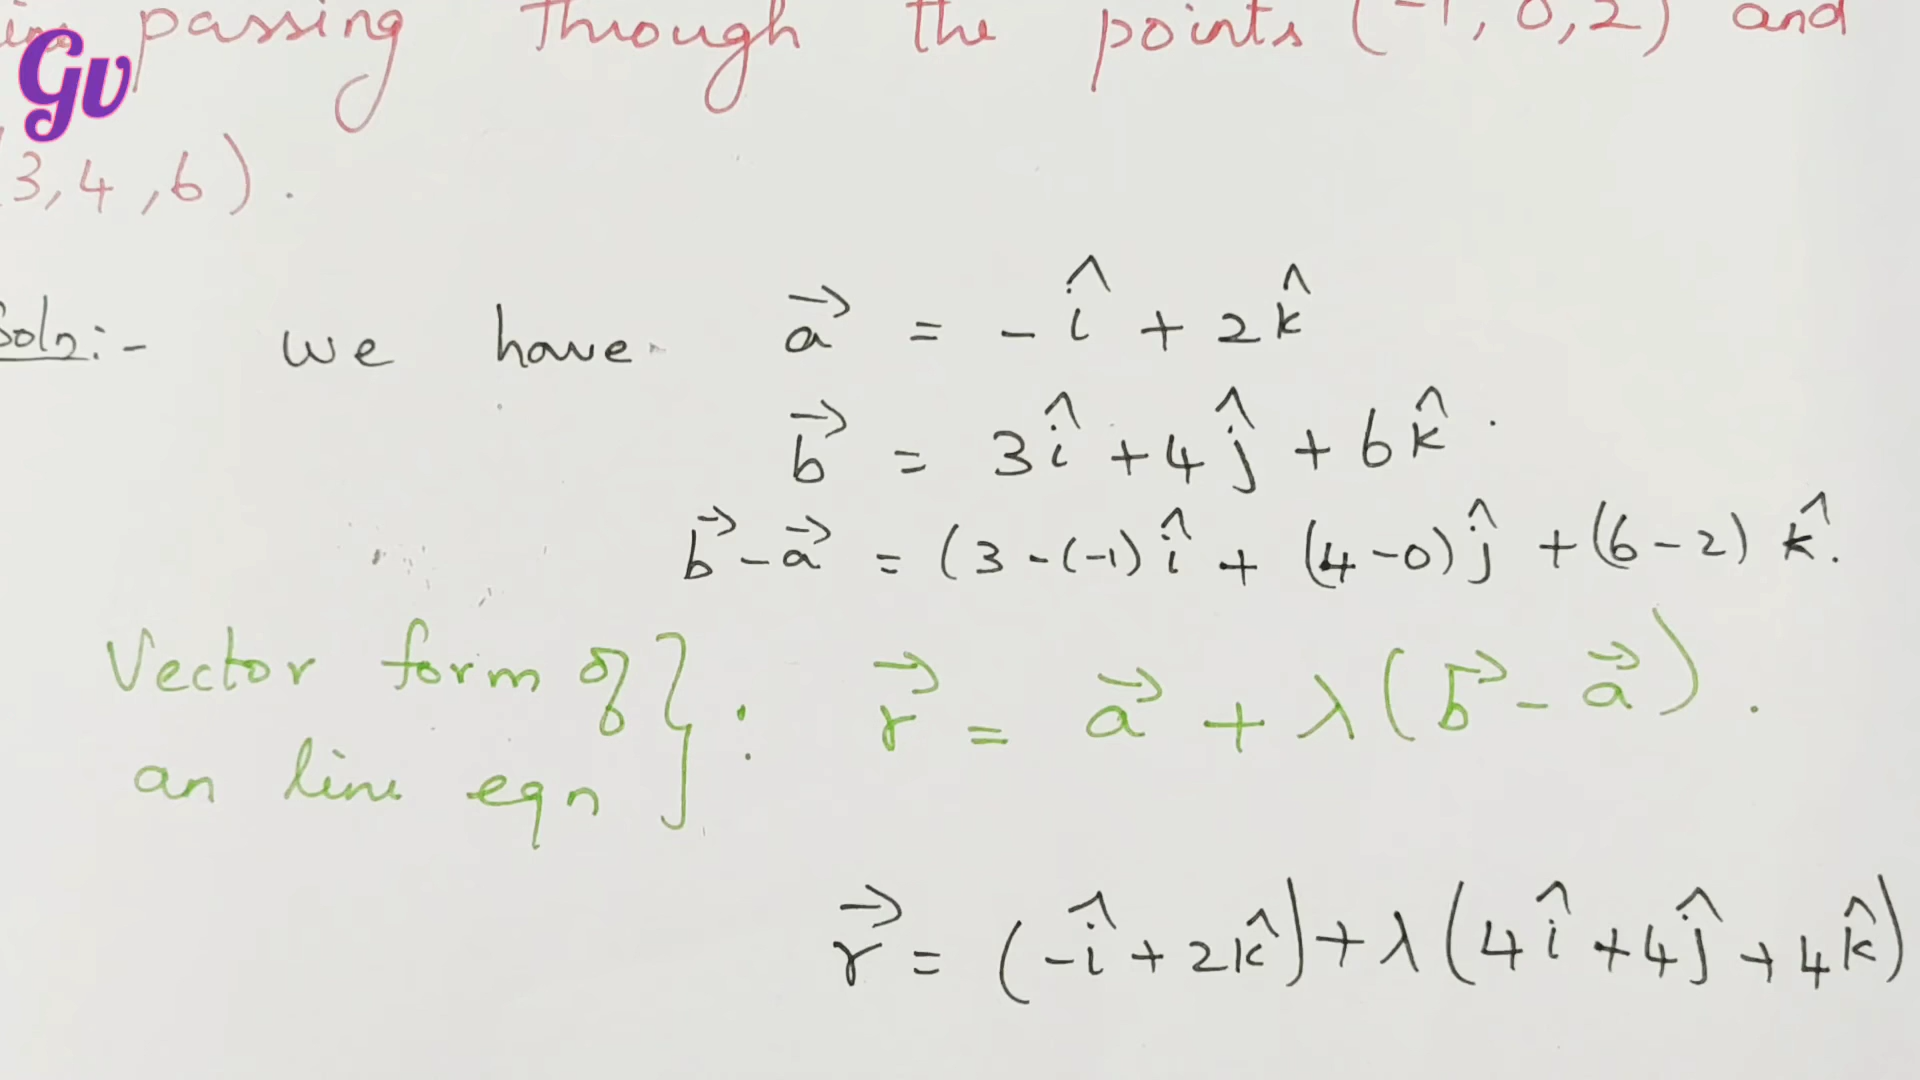 passing through the points (-1, 0, 2) and
Gv
3, 4, 6).
Soln:- we have a⃗ = -î + 2k̂
b⃗ = 3î + 4ĵ + 6k̂.
b⃗ - a⃗ = (3 - (-1) î + (4-0) ĵ + (6-2) k̂.
Vector form of } : r⃗ = a⃗ + λ(b⃗ - a⃗).
an line eqn
r⃗ = (-î + 2k̂) + λ(4î + 4ĵ + 4k̂)